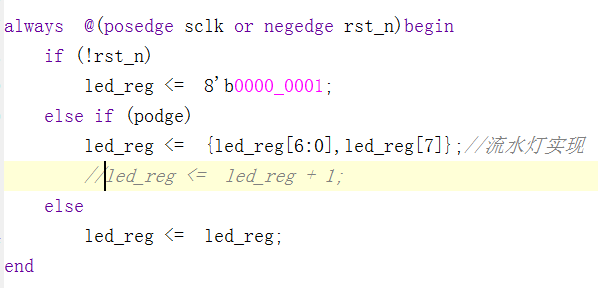 always  @(posedge sclk or negedge rst_n)begin
    if (!rst_n)
        led_reg <=  8'b0000_0001;
    else if (podge)
        led_reg <=  {led_reg[6:0],led_reg[7]};//流水灯实现
        //led_reg <=  led_reg + 1;
    else
        led_reg <=  led_reg;
end